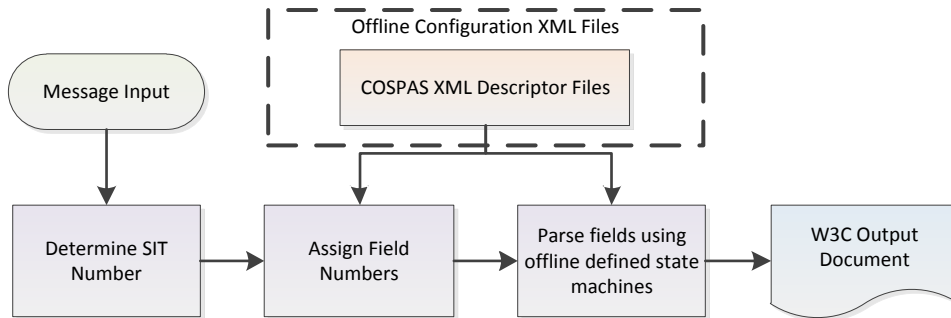 Offline Configuration XML Files
Message Input
COSPAS XML Descriptor Files
Determine SIT
Number
Assign Field
Numbers
Parse fields using
offline defined state
machines
W3C Output
Document